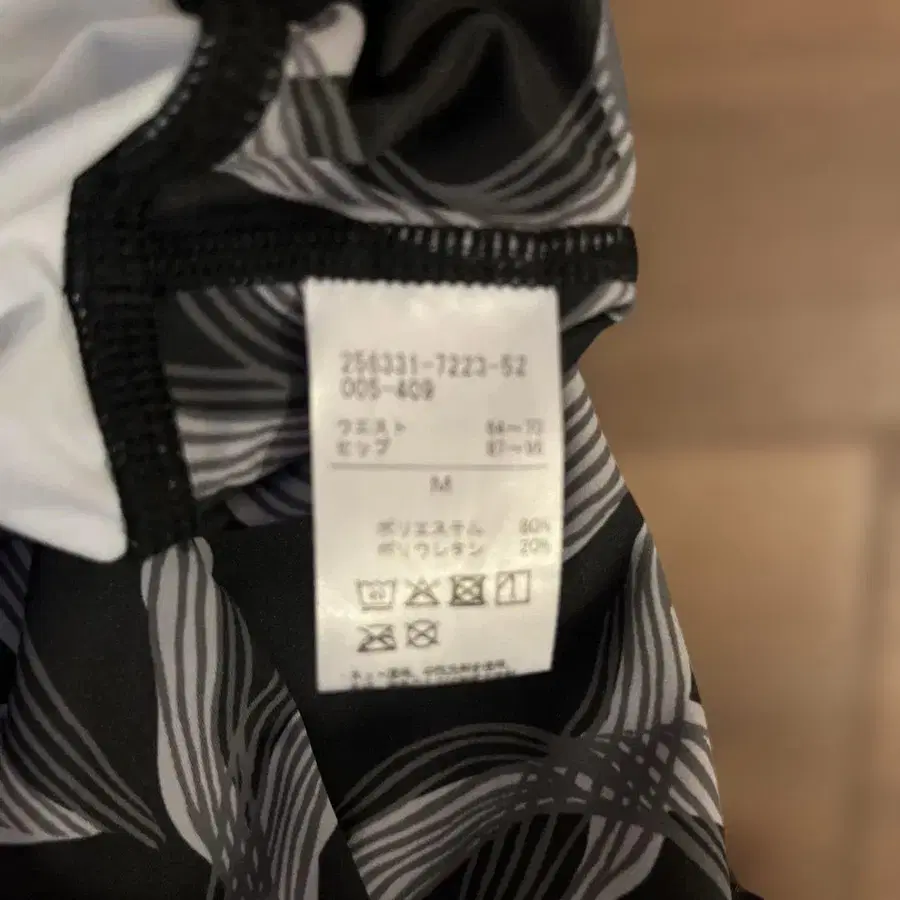 256331-7223-52
005-409
ウエスト 64～70
ヒップ 87～95
M
ポリエステル 80%
ポリウレタン 20%